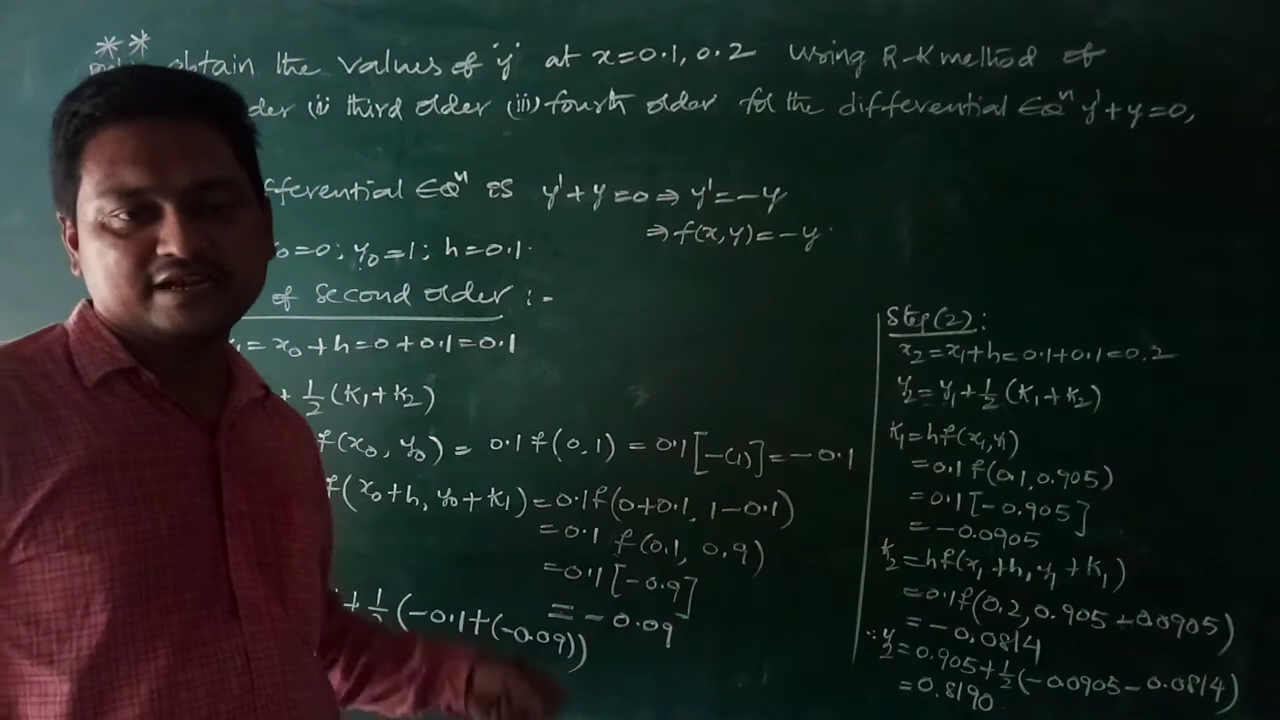 **
obtain the values of 'y' at x=0.1, 0.2 using R-K method of
der (ii) third order (iii) fourth order for the differential EQⁿ y'+y=0,
fferential EQⁿ is y'+y=0 ⇒ y'=-y
⇒ f(x,y)=-y.
₀=0; y₀=1; h=0.1.
of second order :-
= x₀+h=0+0.1=0.1
+ 1/2 (K₁+K₂)
f(x₀, y₀) = 0.1 f(0,1) = 0.1[-(1)] = -0.1
f(x₀+h, y₀+K₁) = 0.1f(0+0.1, 1-0.1)
= 0.1 f(0.1, 0.9)
= 0.1[-0.9]
= -0.09
+ 1/2 (-0.1+(-0.09))
Step(2):
x₂=x₁+h=0.1+0.1=0.2
y₂=y₁+1/2(K₁+K₂)
K₁=hf(x₁,y₁)
=0.1f(0.1,0.905)
=0.1[-0.905]
=-0.0905
K₂=hf(x₁+h, y₁+K₁)
=0.1f(0.2, 0.905-0.0905)
=-0.0814
∴ y₂=0.905+1/2(-0.0905-0.0814)
=0.8190